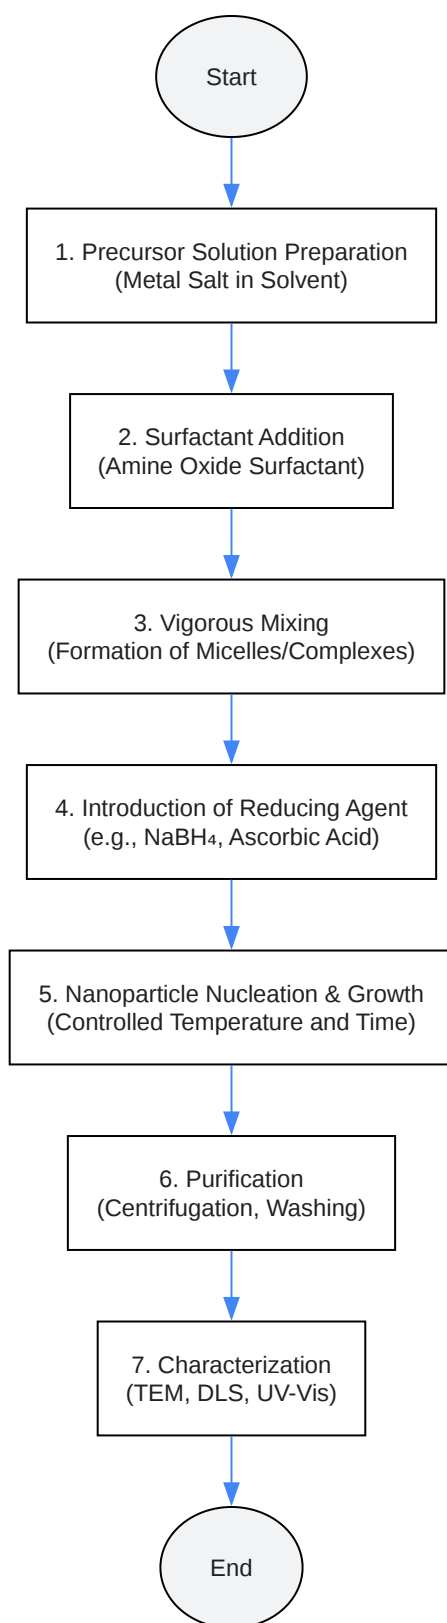 Start
1. Precursor Solution Preparation
(Metal Salt in Solvent)
2. Surfactant Addition
(Amine Oxide Surfactant)
3. Vigorous Mixing
(Formation of Micelles/Complexes)
4. Introduction of Reducing Agent
(e.g., NaBH₄, Ascorbic Acid)
5. Nanoparticle Nucleation & Growth
(Controlled Temperature and Time)
6. Purification
(Centrifugation, Washing)
7. Characterization
(TEM, DLS, UV-Vis)
End